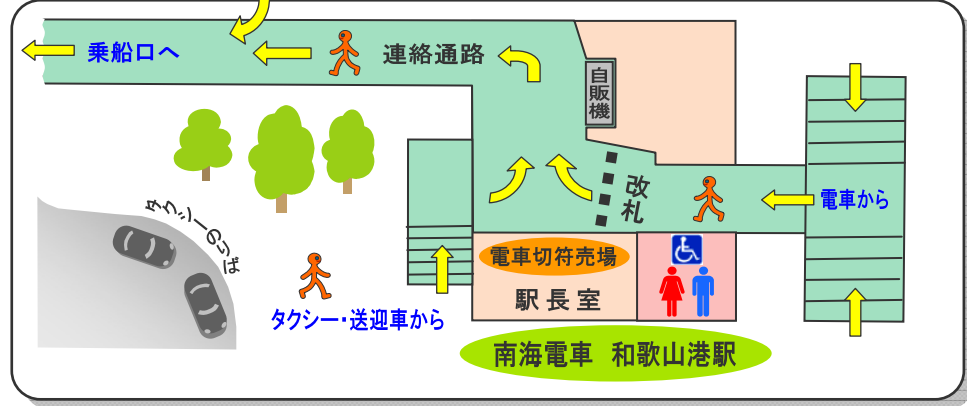 乗船口へ
連絡通路
自販機
改札
電車から
タクシーのりば
電車切符売場
駅長室
タクシー・送迎車から
南海電車 和歌山港駅